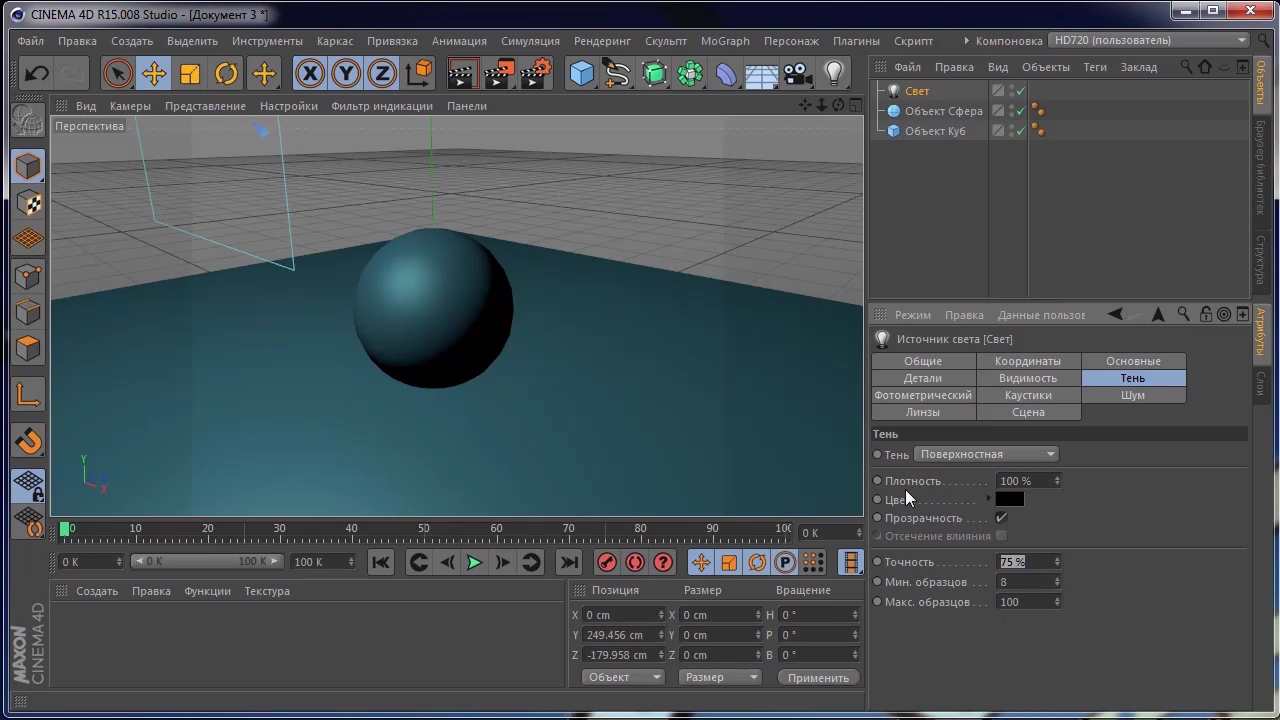 CINEMA 4D R15.008 Studio - [Документ 3 *]
Файл Правка Создать Выделить Инструменты Каркас Привязка Анимация Симуляция Рендеринг Скульпт MoGraph Персонаж Плагины Скрипт Компоновка HD720 (пользователь)
X Y Z
Файл Правка Вид Объекты Теги Заклад
Вид Камеры Представление Настройки Фильтр индикации Панели
Перспектива
Свет
Объект Сфера
Объект Куб
Объекты
Браузер библиотек
Структура
Атрибуты
Слои
Режим Правка Данные пользов
Источник света [Свет]
Общие Координаты Основные
Детали Видимость Тень
Фотометрический Каустики Шум
Линзы Сцена
Тень
Тень Поверхностная
Плотность 100 %
Цве
Прозрачность
Отсечение влияния
Точность 75 %
Мин. образцов 8
Макс. образцов 100
Y
X
0 10 20 30 40 50 60 70 80 90 100 0 K
0 K 0 K 100 K 100 K
P
Создать Правка Функции Текстура
Позиция Размер Вращение
X 0 cm X 0 cm H 0 °
Y 249.456 cm Y 0 cm P 0 °
Z -179.958 cm Z 0 cm B 0 °
Объект Размер Применить
MAXON
CINEMA 4D